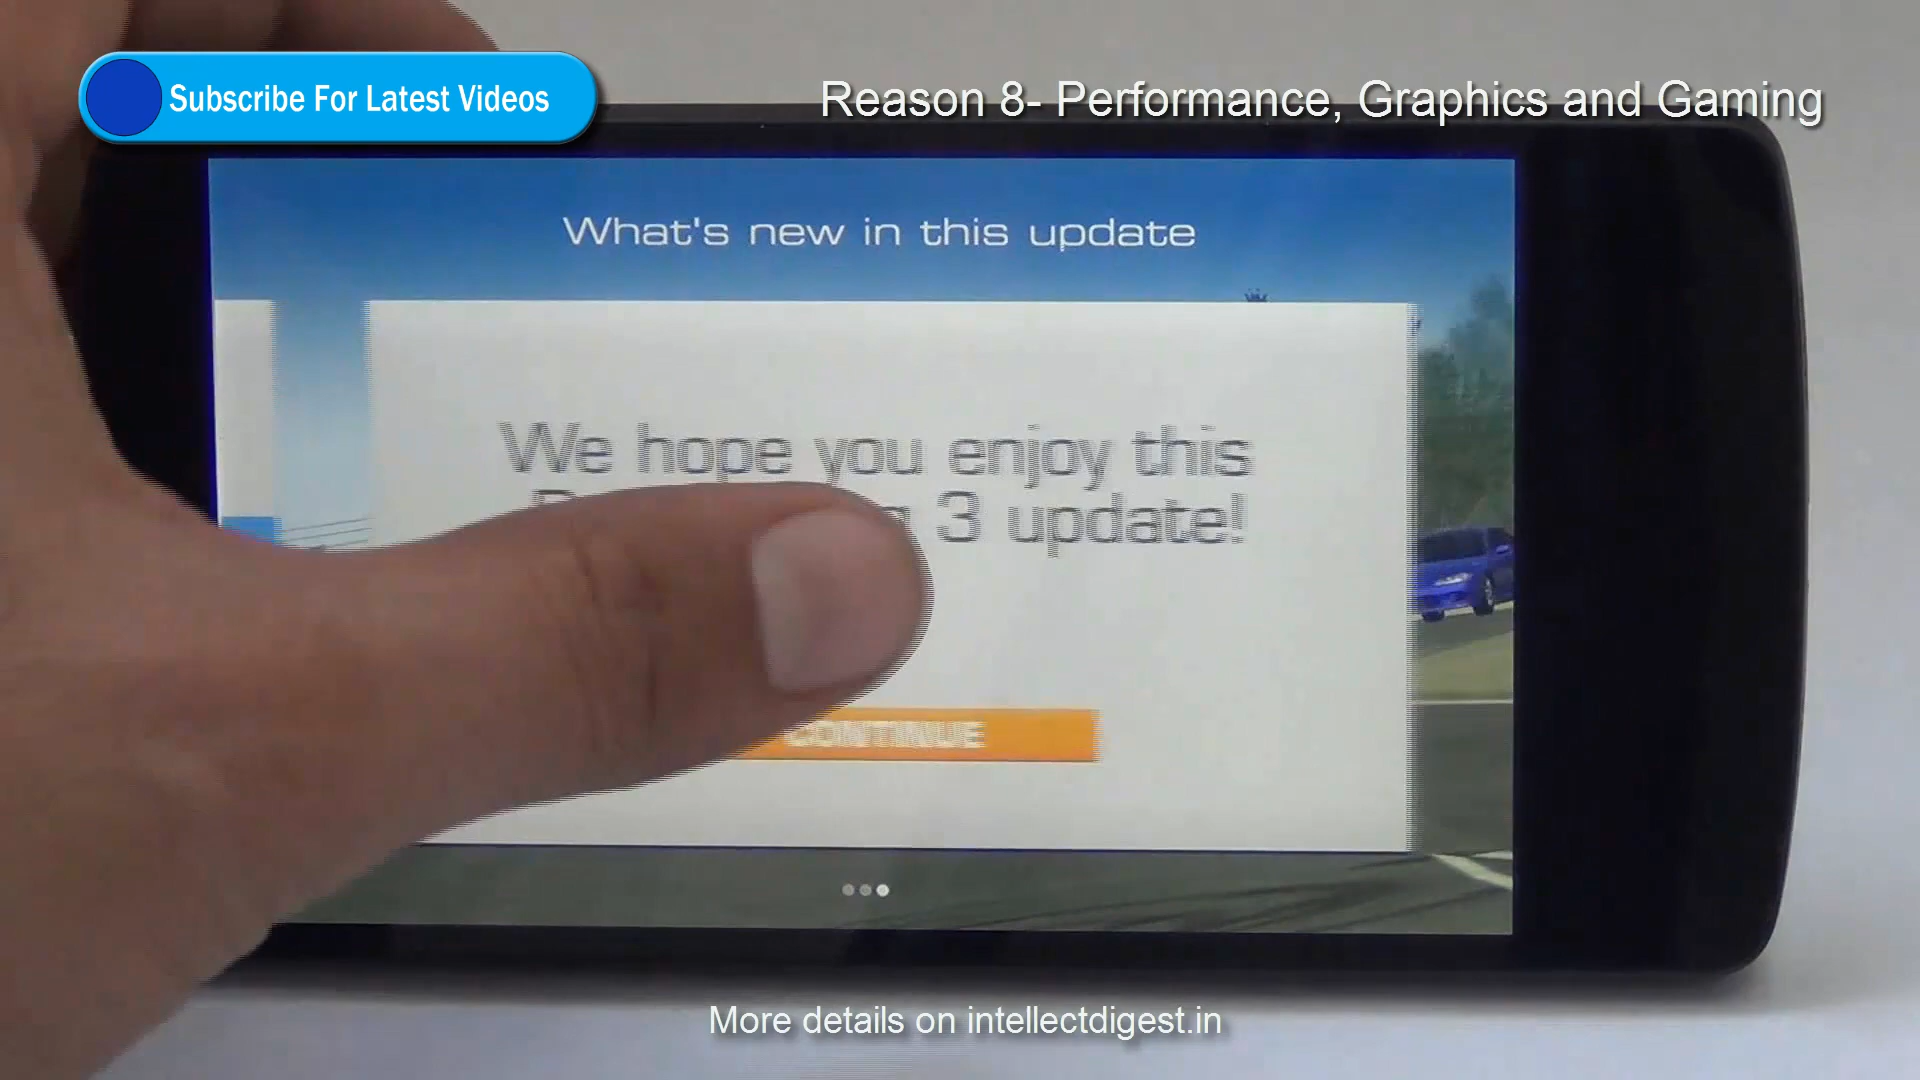 Subscribe For Latest Videos
Reason 8- Performance, Graphics and Gaming
What's new in this update
We hope you enjoy this
3 update!
CONTINUE
More details on intellectdigest.in